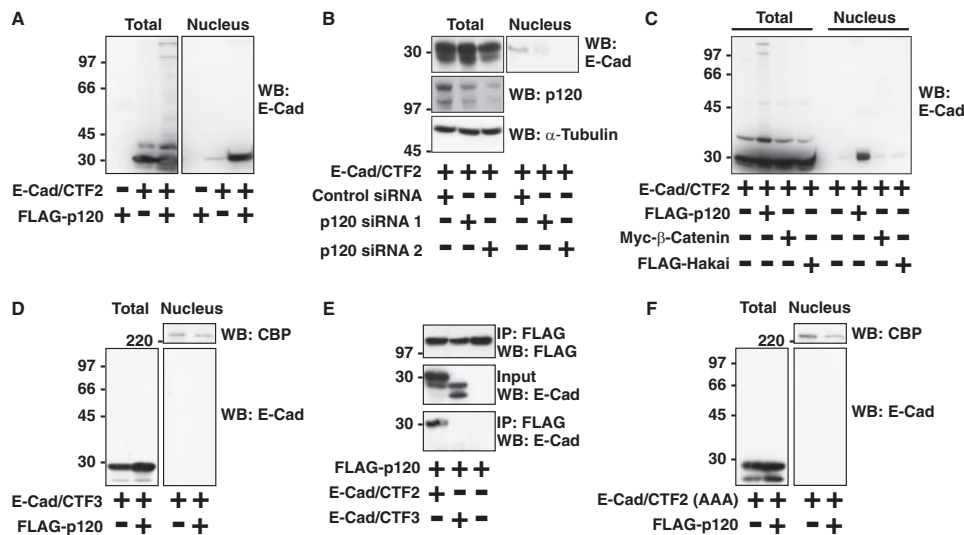 A
Total Nucleus
97
66
45
30
WB:
E-Cad
E-Cad/CTF2 - + + - + +
FLAG-p120 + - + + - +
B
Total Nucleus
30
WB:
E-Cad
97
WB: p120
45
WB: α-Tubulin
E-Cad/CTF2 + + + + + +
Control siRNA + - - + - -
p120 siRNA 1 - + - - + -
p120 siRNA 2 - - + - - +
C
Total Nucleus
97
66
45
30
WB:
E-Cad
E-Cad/CTF2 + + + + + + + +
FLAG-p120 - + - - - + - -
Myc-β-Catenin - - + - - - + -
FLAG-Hakai - - - + - - - +
D
Total Nucleus
220
WB: CBP
97
66
45
30
WB: E-Cad
E-Cad/CTF3 + + + +
FLAG-p120 - + - +
E
97
IP: FLAG
WB: FLAG
30
Input
WB: E-Cad
30
IP: FLAG
WB: E-Cad
FLAG-p120 + + +
E-Cad/CTF2 + - -
E-Cad/CTF3 - + -
F
Total Nucleus
220
WB: CBP
97
66
45
30
WB: E-Cad
E-Cad/CTF2 (AAA) + + + +
FLAG-p120 - + - +